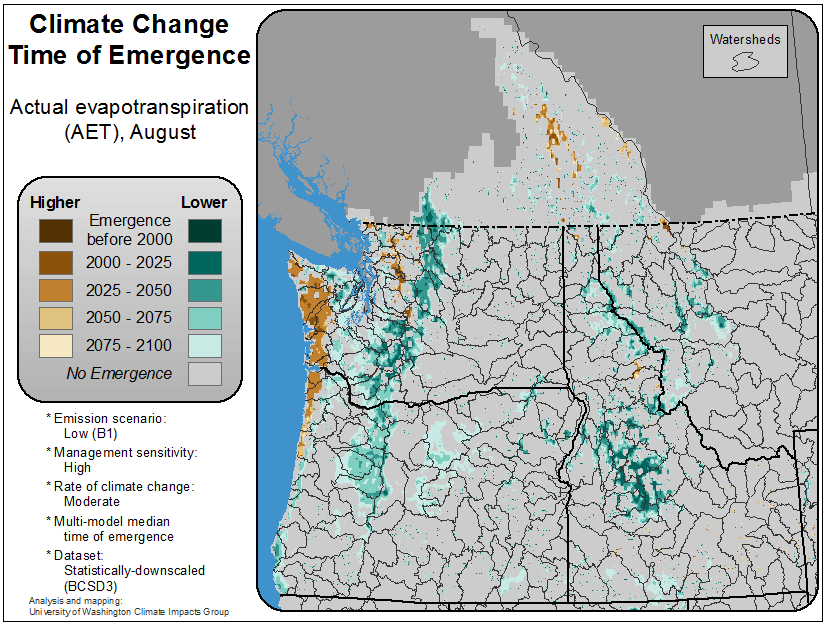 Climate Change
Time of Emergence
Actual evapotranspiration
(AET), August
Higher
Lower
Emergence
before 2000
2000 - 2025
2025 - 2050
2050 - 2075
2075 - 2100
No Emergence
* Emission scenario:
Low (B1)
* Management sensitivity:
High
* Rate of climate change:
Moderate
* Multi-model median
time of emergence
* Dataset:
Statistically-downscaled
(BCSD3)
Analysis and mapping:
University of Washington Climate Impacts Group
Watersheds